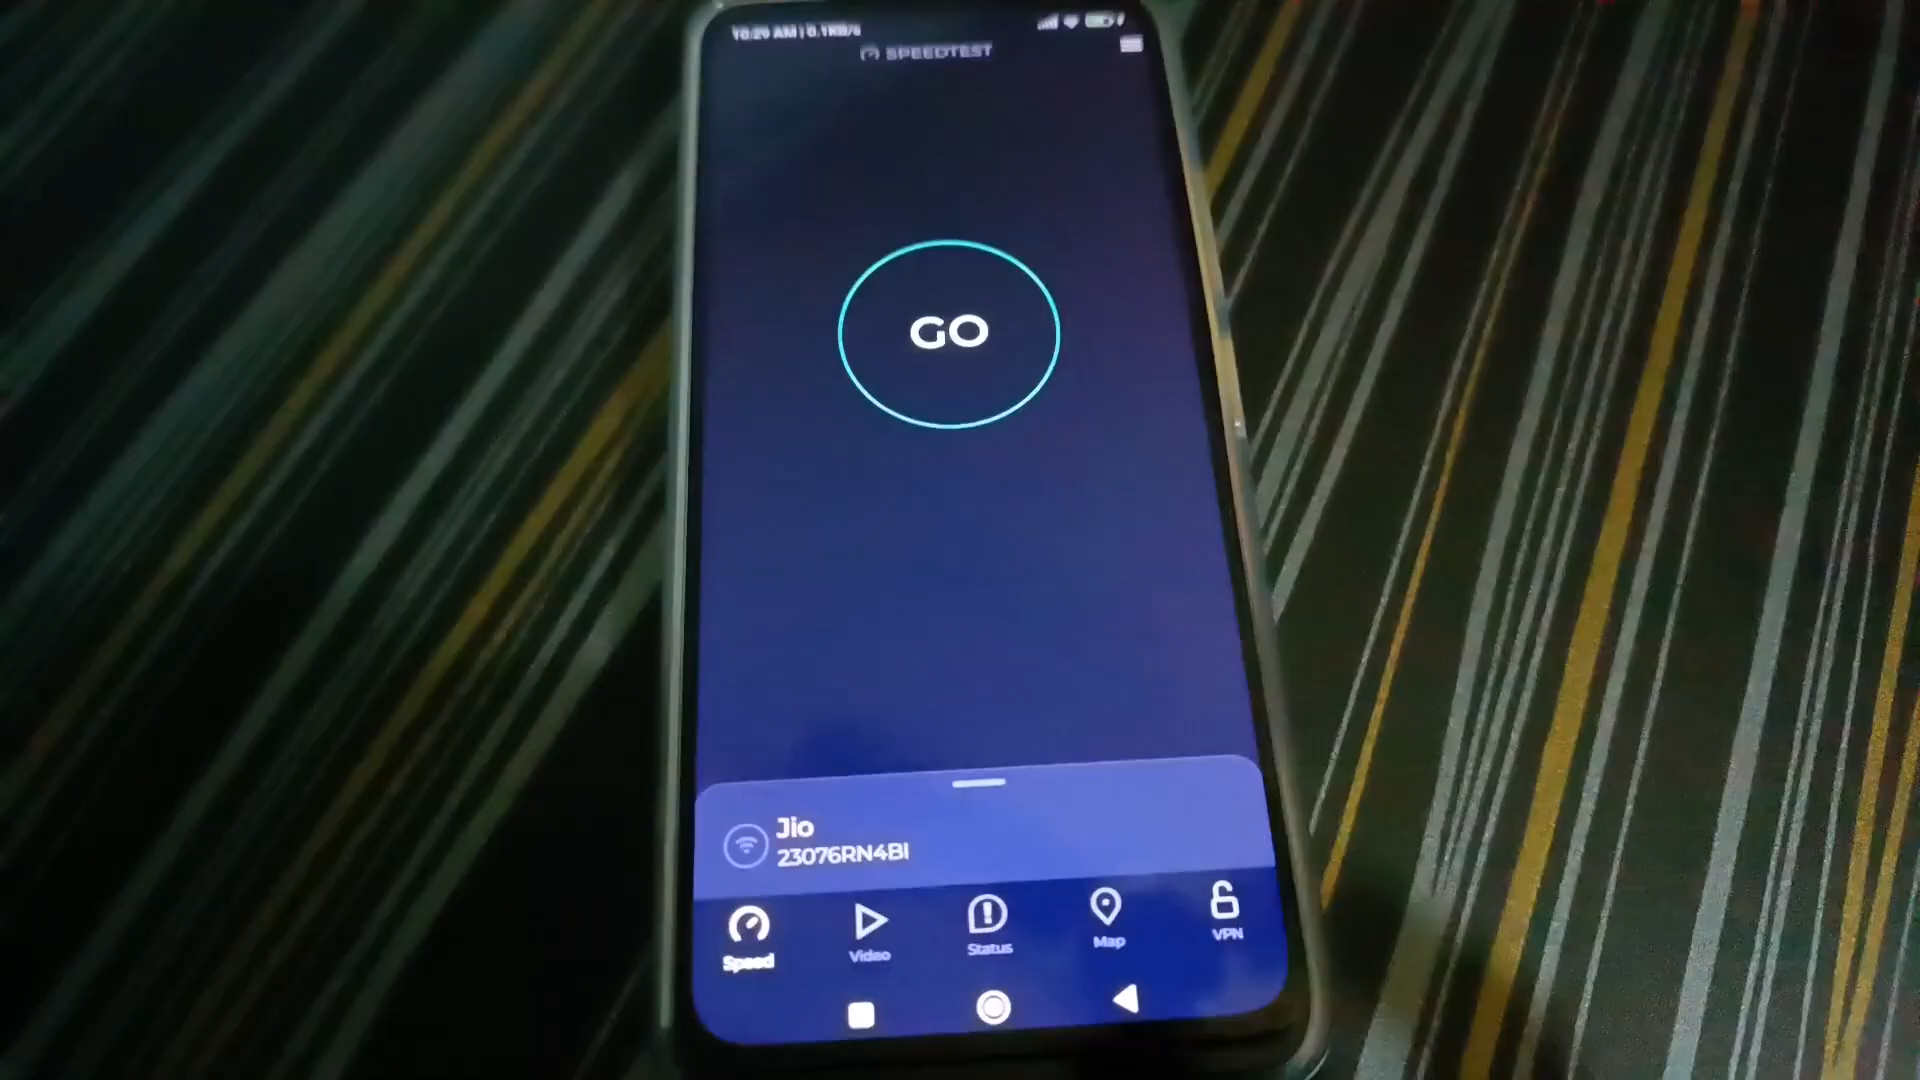 10:29 AM | 0.1KB/s
SPEEDTEST
GO
Jio
23076RN4BI
Speed
Video
Status
Map
VPN